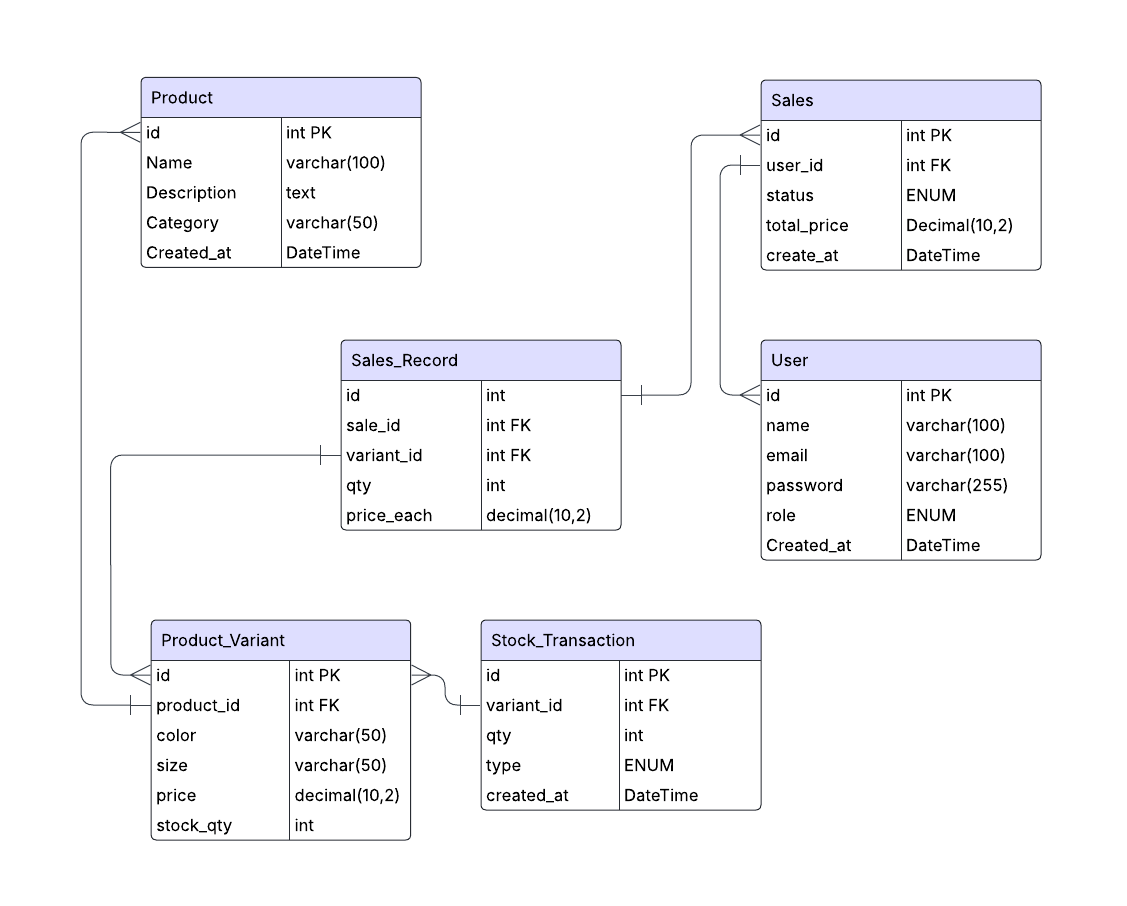 Product
id int PK
Name varchar(100)
Description text
Category varchar(50)
Created_at DateTime
Sales
id int PK
user_id int FK
status ENUM
total_price Decimal(10,2)
create_at DateTime
Sales_Record
id int
sale_id int FK
variant_id int FK
qty int
price_each decimal(10,2)
User
id int PK
name varchar(100)
email varchar(100)
password varchar(255)
role ENUM
Created_at DateTime
Product_Variant
id int PK
product_id int FK
color varchar(50)
size varchar(50)
price decimal(10,2)
stock_qty int
Stock_Transaction
id int PK
variant_id int FK
qty int
type ENUM
created_at DateTime